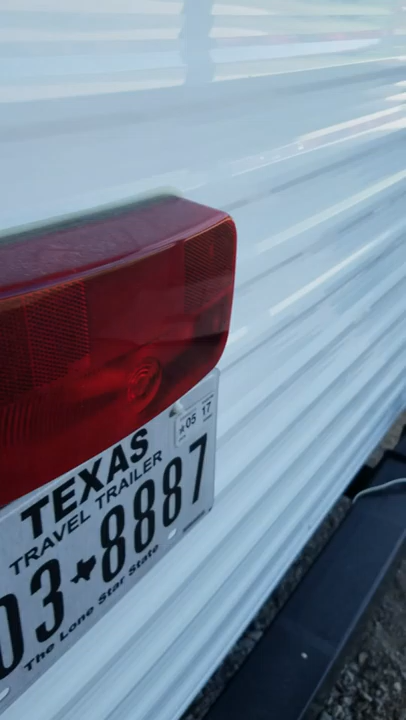 05 17
TEXAS
TRAVEL TRAILER
03 8887
The Lone Star State